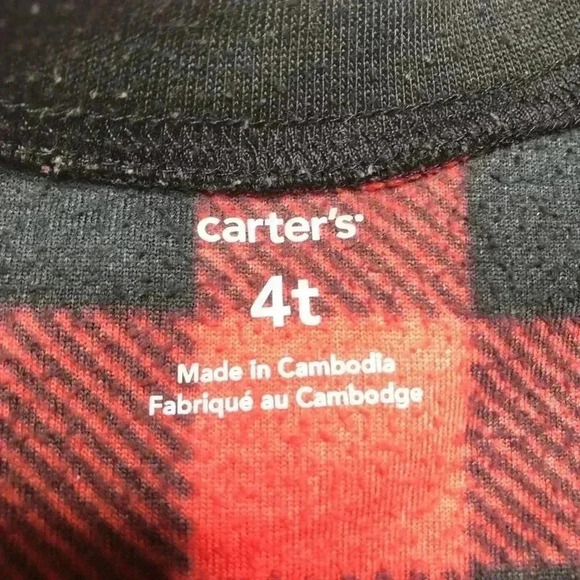 carter's
4t
Made in Cambodia
Fabriqué au Cambodge